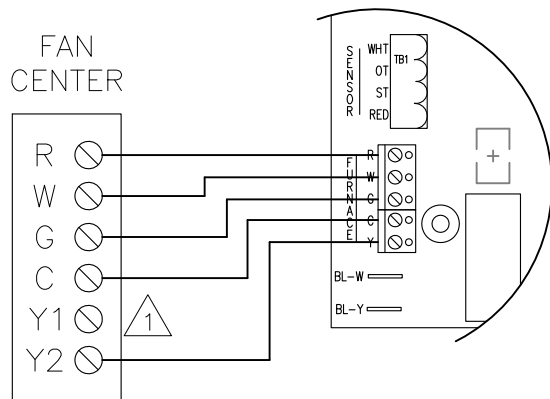 FAN
CENTER
R
W
G
C
Y1
Y2
1
SENSOR
WHT
OT
ST
RED
TB1
FURNACE
R
W
G
C
Y
BL-W
BL-Y